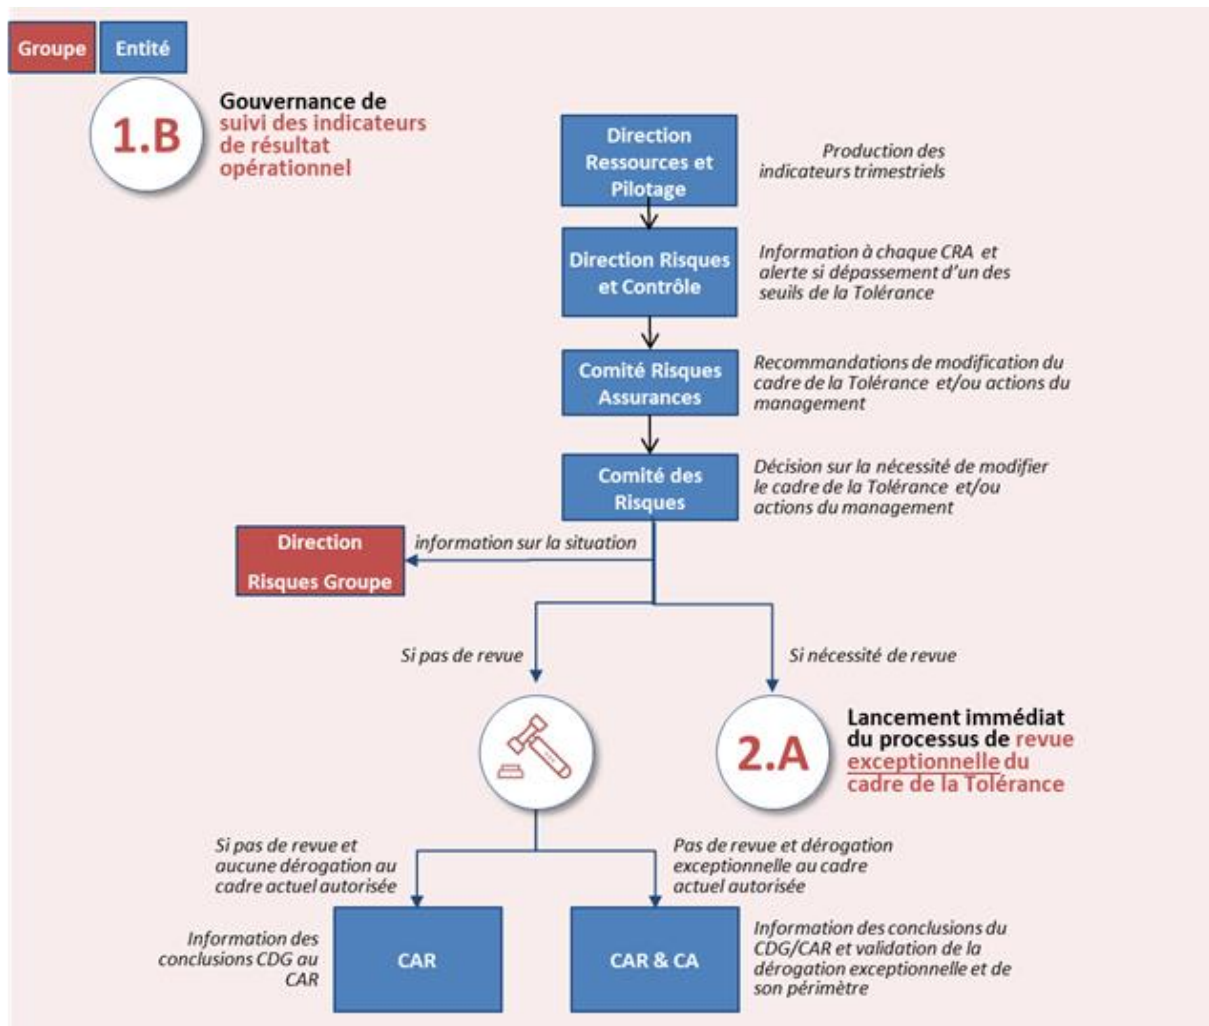 Groupe
Entité
1.B
Gouvernance de
suivi des indicateurs
de résultat
opérationnel
Direction
Ressources et
Pilotage
Production des
indicateurs trimestriels
Direction Risques
et Contrôle
Information à chaque CRA et
alerte si dépassement d'un des
seuils de la Tolérance
Comité Risques
Assurances
Recommandations de modification du
cadre de la Tolérance et/ou actions du
management
Comité des
Risques
Décision sur la nécessité de modifier
le cadre de la Tolérance et/ou
actions du management
Direction
Risques Groupe
information sur la situation
Si pas de revue
Si nécessité de revue
2.A
Lancement immédiat
du processus de revue
exceptionnelle du
cadre de la Tolérance
Si pas de revue et
aucune dérogation au
cadre actuel autorisée
Pas de revue et dérogation
exceptionnelle au cadre
actuel autorisée
Information des
conclusions CDG au
CAR
CAR
CAR & CA
Information des conclusions du
CDG/CAR et validation de la
dérogation exceptionnelle et de
son périmètre